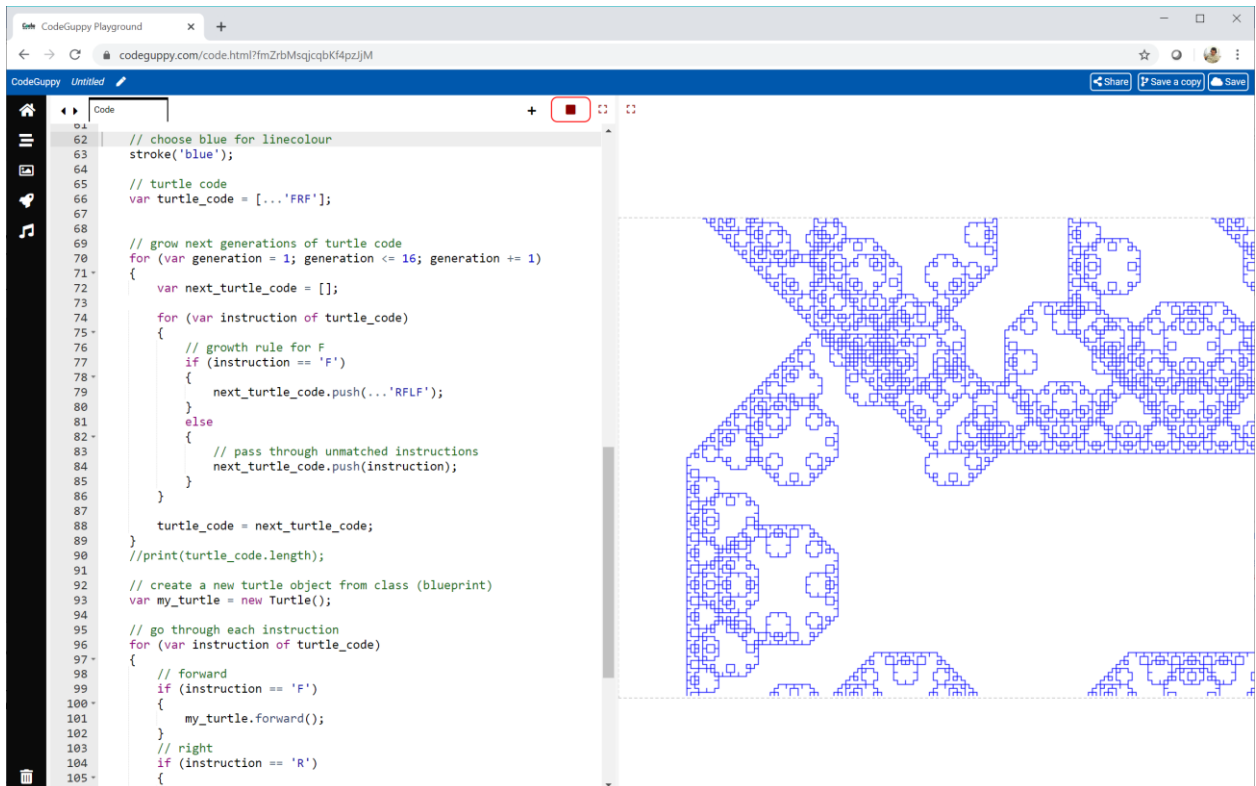 Code CodeGuppy Playground × +
codeguppy.com/code.html?fmZrbMsqjcqbKf4pzJjM
CodeGuppy Untitled Share Save a copy Save
Code +
61
62 // choose blue for linecolour
63 stroke('blue');
64
65 // turtle code
66 var turtle_code = [...'FRF'];
67
68
69 // grow next generations of turtle code
70 for (var generation = 1; generation <= 16; generation += 1)
71 {
72 var next_turtle_code = [];
73
74 for (var instruction of turtle_code)
75 {
76 // growth rule for F
77 if (instruction == 'F')
78 {
79 next_turtle_code.push(...'RFLF');
80 }
81 else
82 {
83 // pass through unmatched instructions
84 next_turtle_code.push(instruction);
85 }
86 }
87
88 turtle_code = next_turtle_code;
89 }
90 //print(turtle_code.length);
91
92 // create a new turtle object from class (blueprint)
93 var my_turtle = new Turtle();
94
95 // go through each instruction
96 for (var instruction of turtle_code)
97 {
98 // forward
99 if (instruction == 'F')
100 {
101 my_turtle.forward();
102 }
103 // right
104 if (instruction == 'R')
105 {